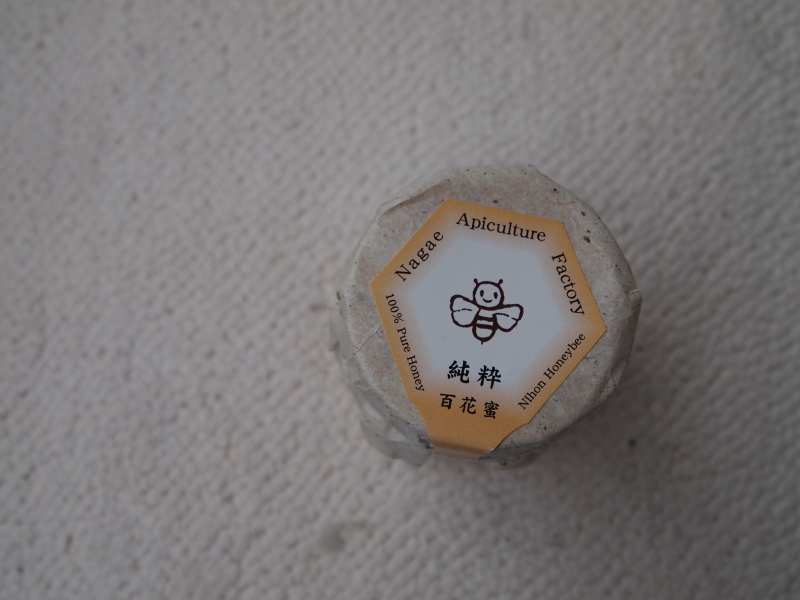 Nagae Apiculture Factory
100% Pure Honey
Nihon Honeybee
純粋
百花蜜